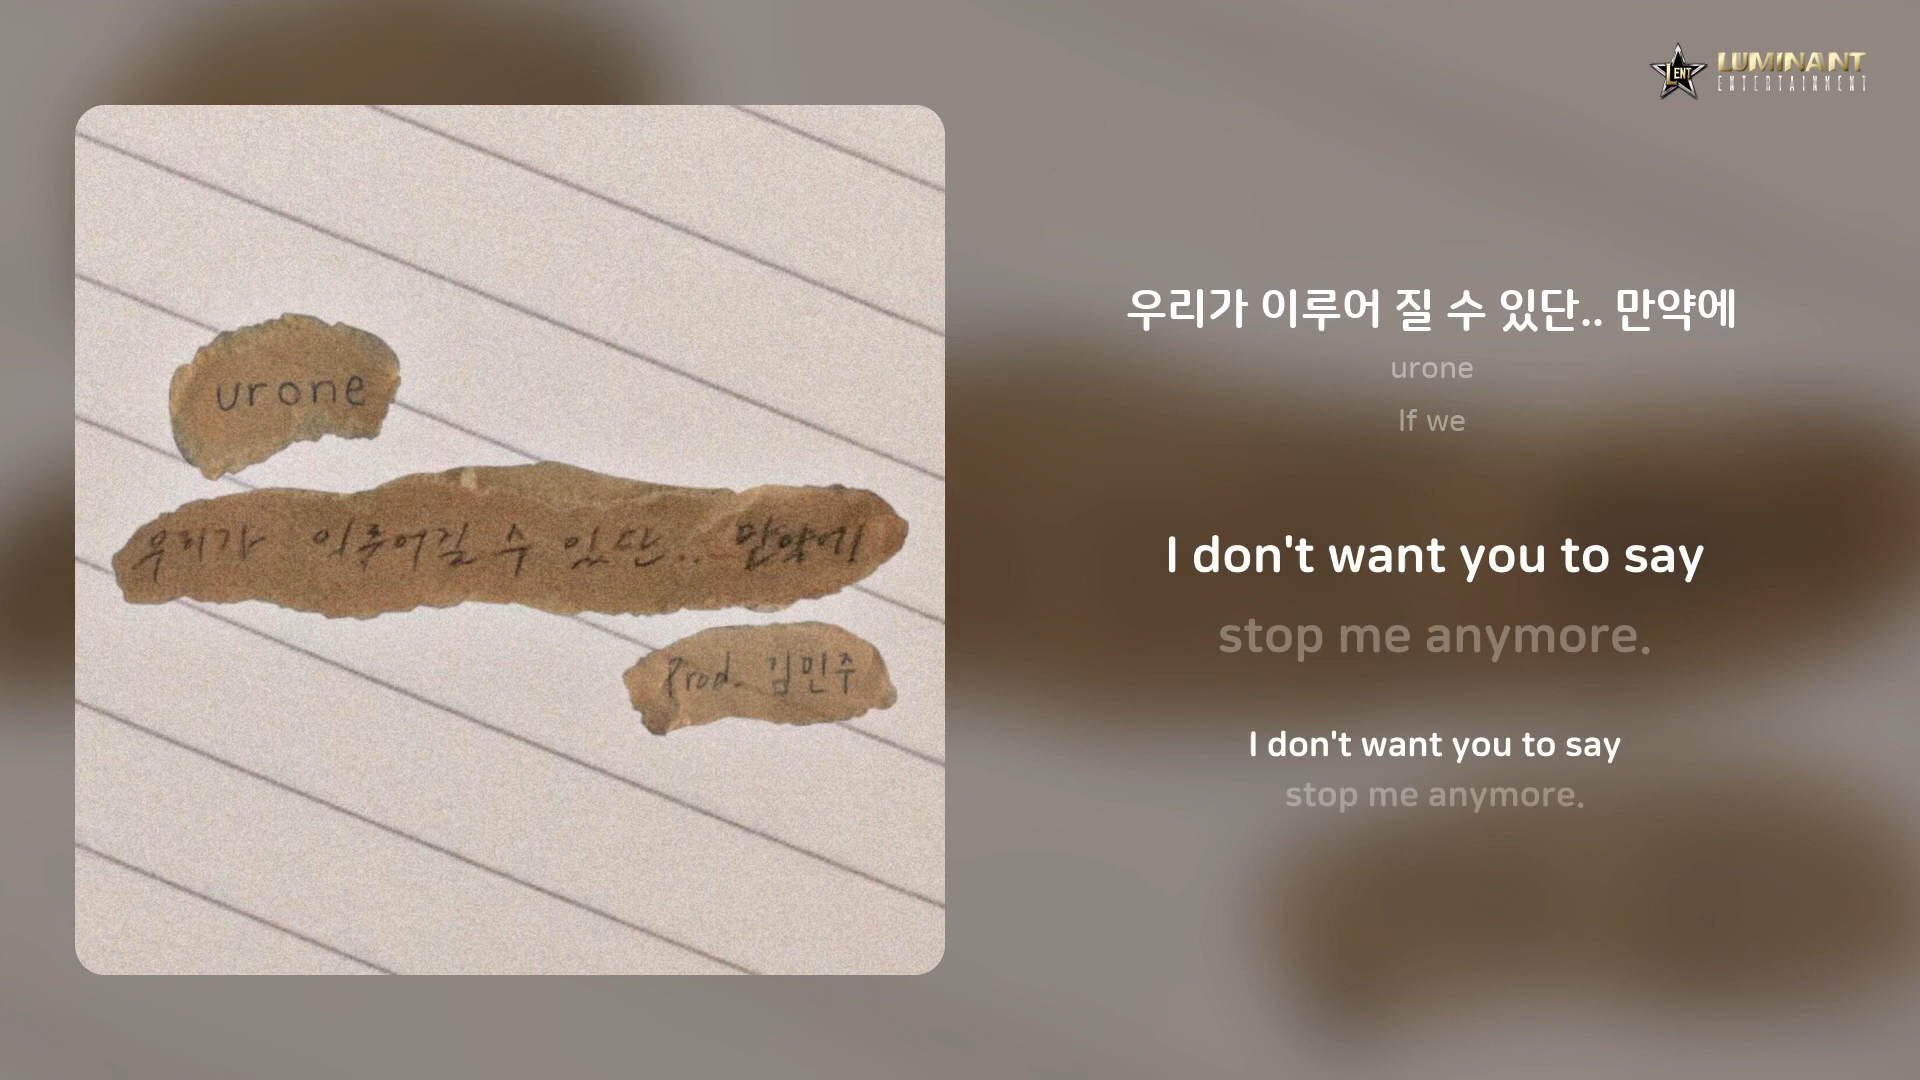 LENT
LUMINANT
ENTERTAINMENT
urone
우리가 이루어질 수 있단.. 만약에
Prod. 김민주
우리가 이루어 질 수 있단.. 만약에
urone
If we
I don't want you to say
stop me anymore.
I don't want you to say
stop me anymore.